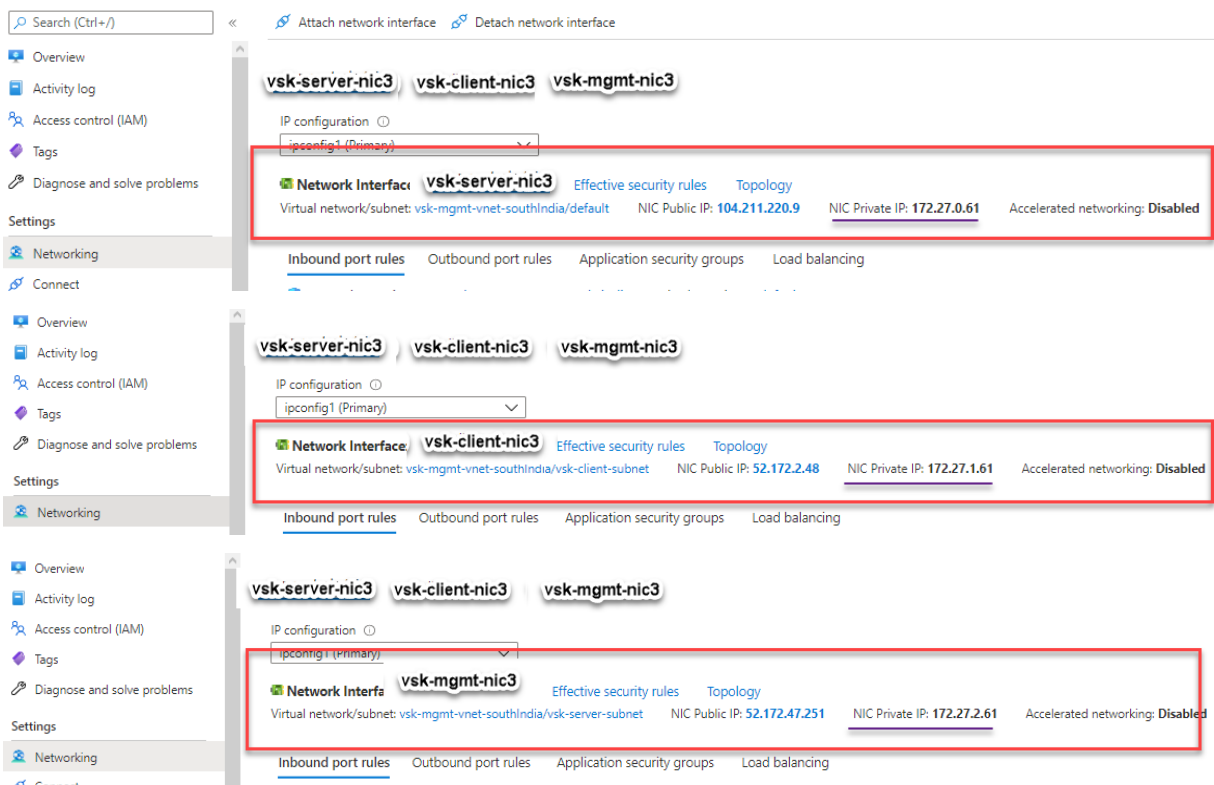 Search (Ctrl+/)
«
Attach network interface
Detach network interface
Overview
Activity log
Access control (IAM)
Tags
Diagnose and solve problems
Settings
Networking
Connect
vsk-server-nic3
vsk-client-nic3
vsk-mgmt-nic3
IP configuration
ipconfig1 (Primary)
Network Interface vsk-server-nic3 Effective security rules Topology
Virtual network/subnet: vsk-mgmt-vnet-southIndia/default NIC Public IP: 104.211.220.9 NIC Private IP: 172.27.0.61 Accelerated networking: Disabled
Inbound port rules Outbound port rules Application security groups Load balancing
Overview
Activity log
Access control (IAM)
Tags
Diagnose and solve problems
Settings
Networking
vsk-server-nic3
vsk-client-nic3
vsk-mgmt-nic3
IP configuration
ipconfig1 (Primary)
Network Interface: vsk-client-nic3 Effective security rules Topology
Virtual network/subnet: vsk-mgmt-vnet-southIndia/vsk-client-subnet NIC Public IP: 52.172.2.48 NIC Private IP: 172.27.1.61 Accelerated networking: Disabled
Inbound port rules Outbound port rules Application security groups Load balancing
Overview
Activity log
Access control (IAM)
Tags
Diagnose and solve problems
Settings
Networking
Connect
vsk-server-nic3
vsk-client-nic3
vsk-mgmt-nic3
IP configuration
ipconfig1 (Primary)
Network Interfa vsk-mgmt-nic3 Effective security rules Topology
Virtual network/subnet: vsk-mgmt-vnet-southIndia/vsk-server-subnet NIC Public IP: 52.172.47.251 NIC Private IP: 172.27.2.61 Accelerated networking: Disabled
Inbound port rules Outbound port rules Application security groups Load balancing